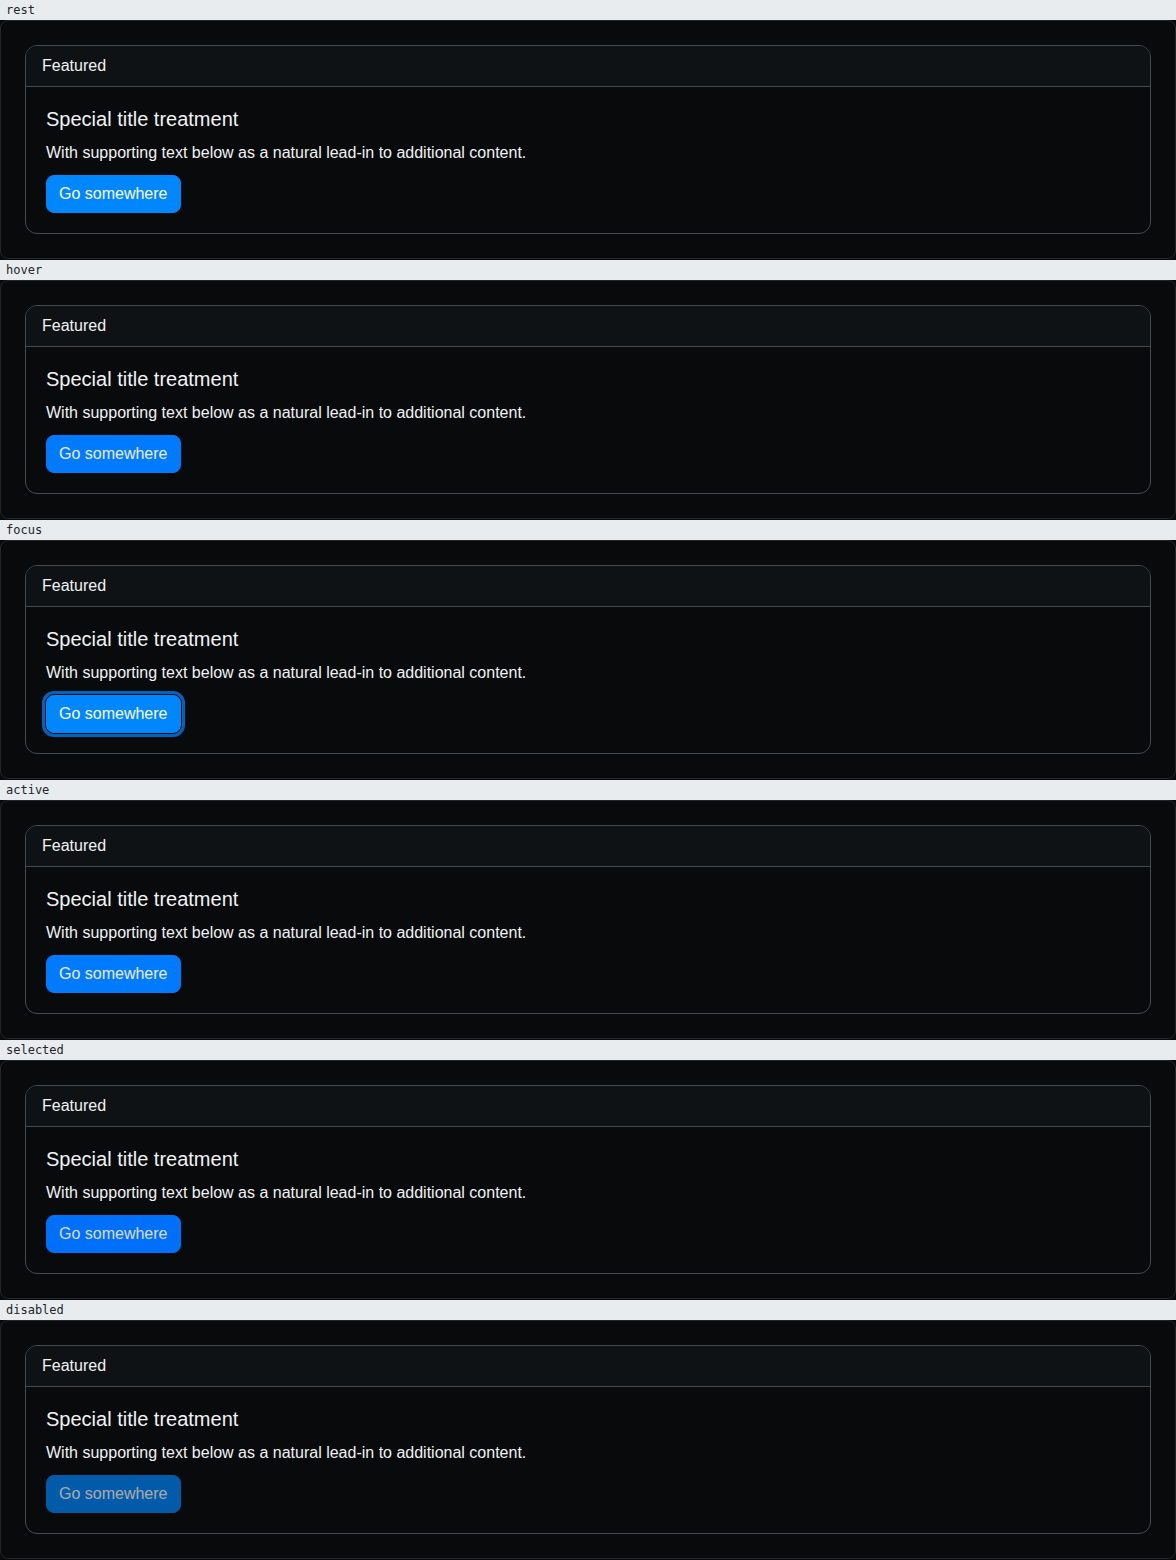 rest
Featured
Special title treatment
With supporting text below as a natural lead-in to additional content.
Go somewhere
hover
Featured
Special title treatment
With supporting text below as a natural lead-in to additional content.
Go somewhere
focus
Featured
Special title treatment
With supporting text below as a natural lead-in to additional content.
Go somewhere
active
Featured
Special title treatment
With supporting text below as a natural lead-in to additional content.
Go somewhere
selected
Featured
Special title treatment
With supporting text below as a natural lead-in to additional content.
Go somewhere
disabled
Featured
Special title treatment
With supporting text below as a natural lead-in to additional content.
Go somewhere